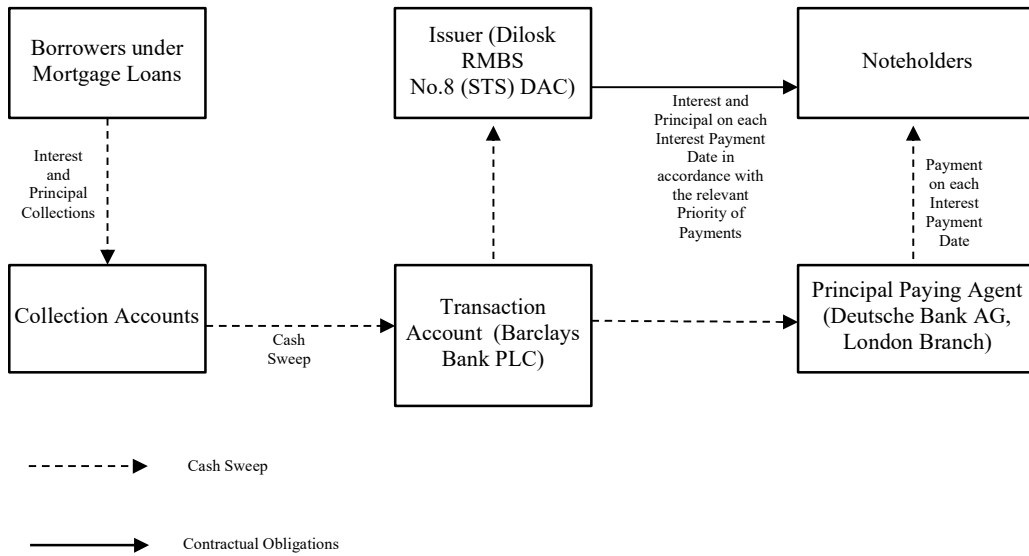 Borrowers under
Mortgage Loans
Issuer (Dilosk
RMBS
No.8 (STS) DAC)
Noteholders
Interest
and
Principal
Collections
Interest and
Principal on each
Interest Payment
Date in
accordance with
the relevant
Priority of
Payments
Payment
on each
Interest
Payment
Date
Collection Accounts
Cash
Sweep
Transaction
Account (Barclays
Bank PLC)
Principal Paying Agent
(Deutsche Bank AG,
London Branch)
Cash Sweep
Contractual Obligations